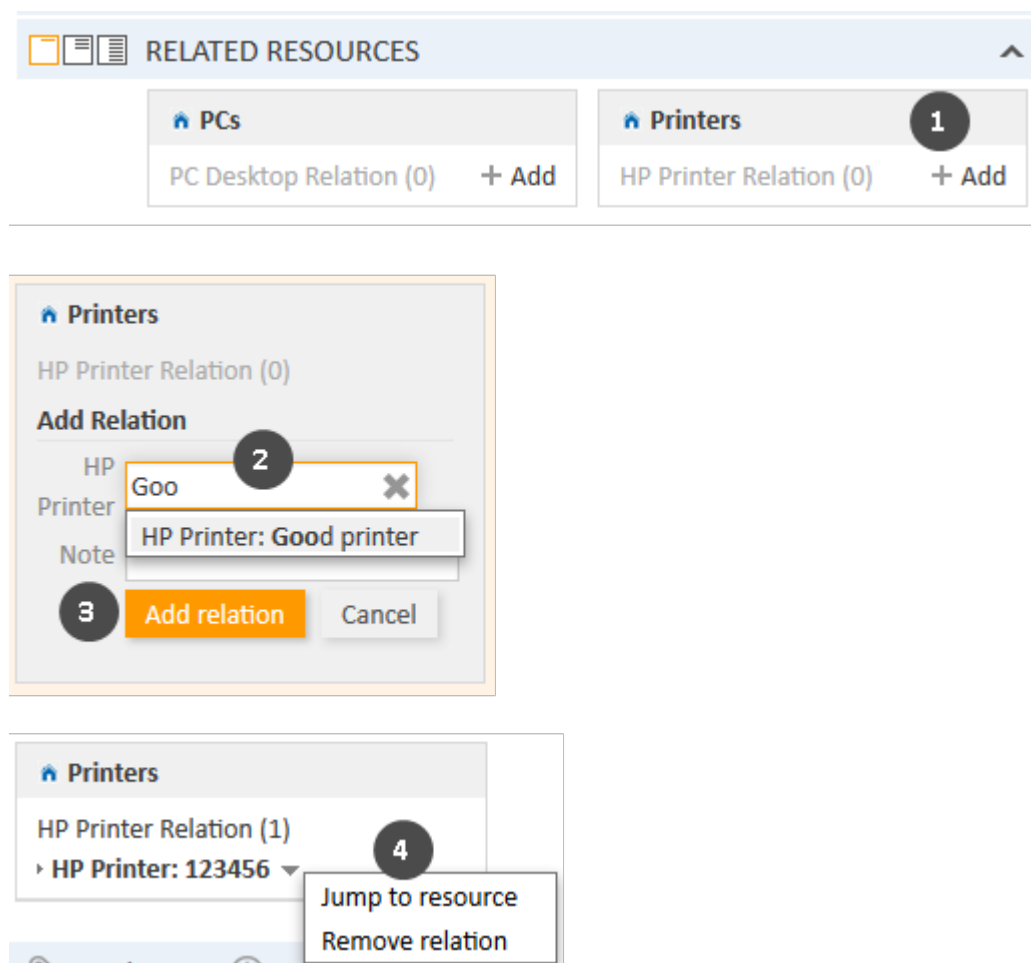 RELATED RESOURCES
PCs
PC Desktop Relation (0) + Add
Printers 1
HP Printer Relation (0) + Add
Printers
HP Printer Relation (0)
Add Relation
HP Printer
2
Goo
HP Printer: Good printer
Note
3
Add relation Cancel
Printers
HP Printer Relation (1)
4
HP Printer: 123456
Jump to resource
Remove relation